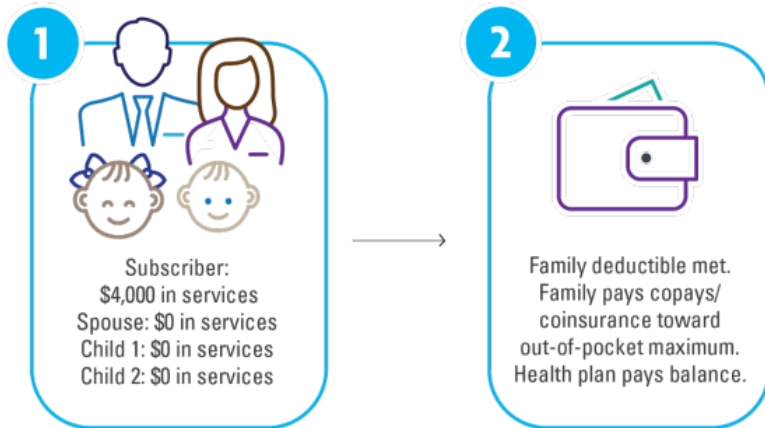 1
Subscriber:
$4,000 in services
Spouse: $0 in services
Child 1: $0 in services
Child 2: $0 in services
2
Family deductible met.
Family pays copays/
coinsurance toward
out-of-pocket maximum.
Health plan pays balance.